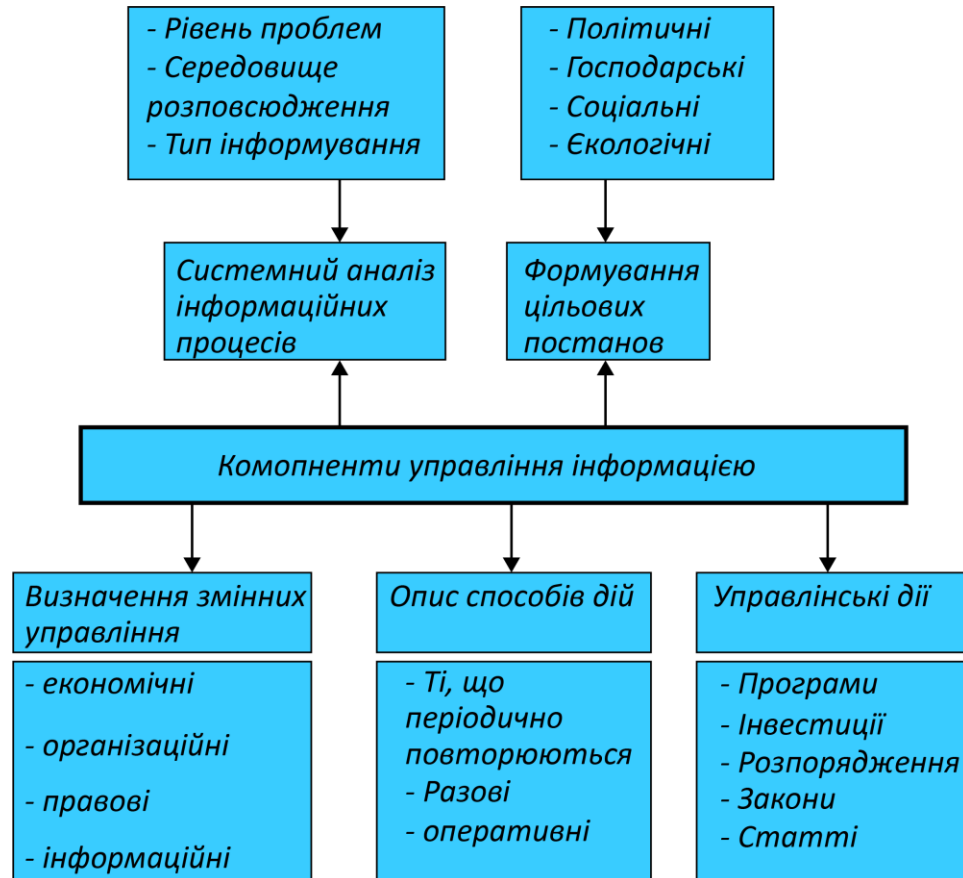 - Рівень проблем
- Середовище
розповсюдження
- Тип інформування
- Політичні
- Господарські
- Соціальні
- Єкологічні
Системний аналіз
інформаційних
процесів
Формування
цільових
постанов
Комопненти управління інформацією
Визначення змінних
управління
Опис способів дій
Управлінські дії
- економічні
- організаційні
- правові
- інформаційні
- Ті, що
періодично
повторюються
- Разові
- оперативні
- Програми
- Інвестиції
- Розпорядження
- Закони
- Статті